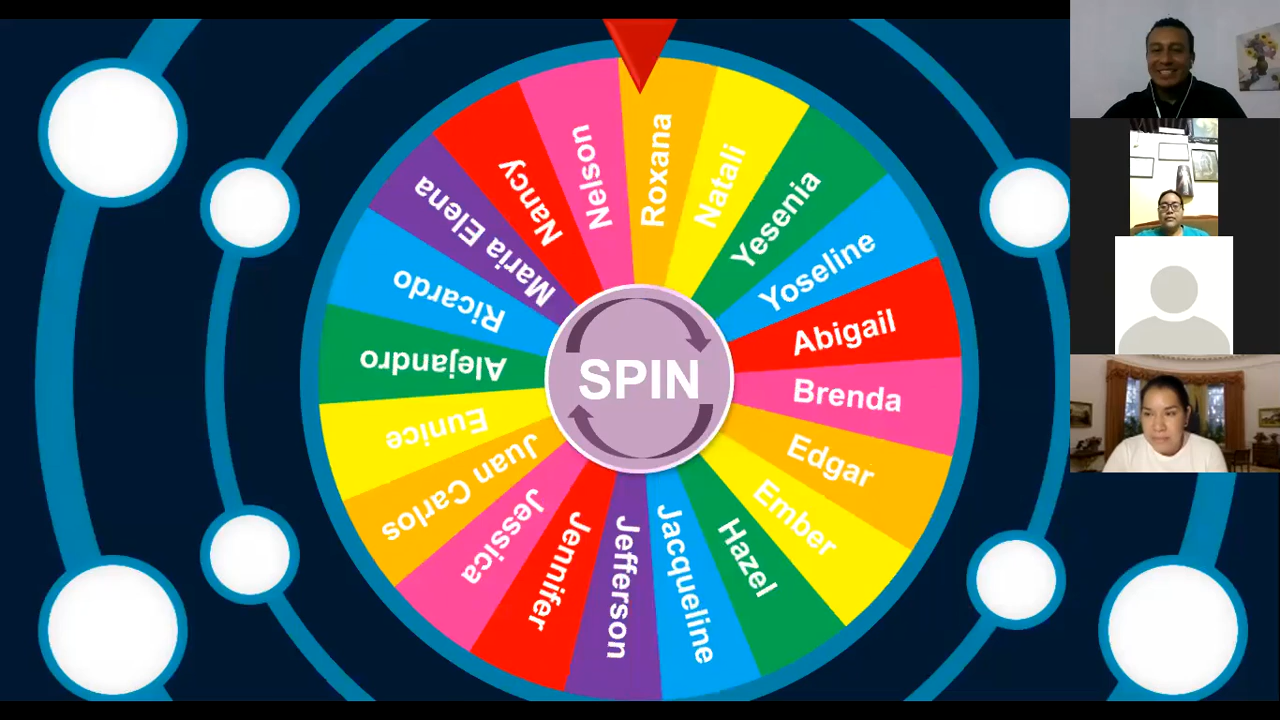 Roxana
Natali
Yesenia
Yoseline
Abigail
Brenda
Edgar
Ember
Hazel
Jacqueline
Jefferson
Jennifer
Jessica
Juan Carlos
Eunice
Alejandro
Ricardo
Maria Elena
Nancy
Nelson
SPIN